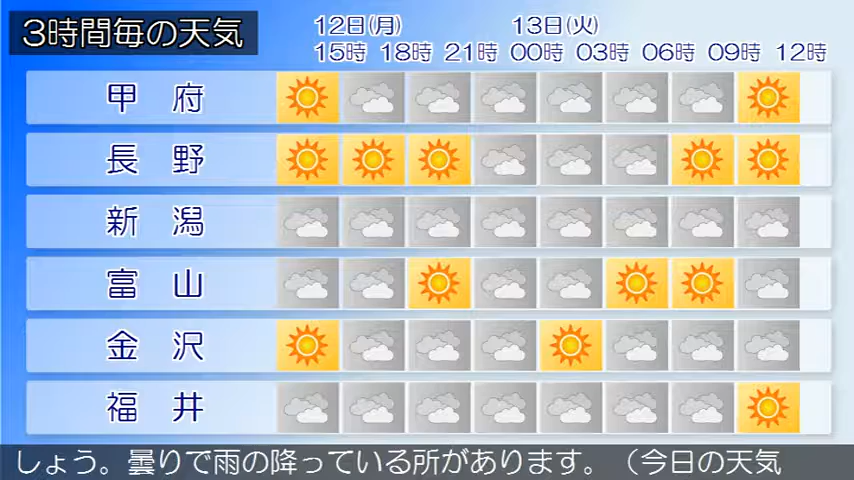 3時間毎の天気
12日(月) 13日(火)
15時 18時 21時 00時 03時 06時 09時 12時
甲府
長野
新潟
富山
金沢
福井
しょう。曇りで雨の降っている所があります。（今日の天気